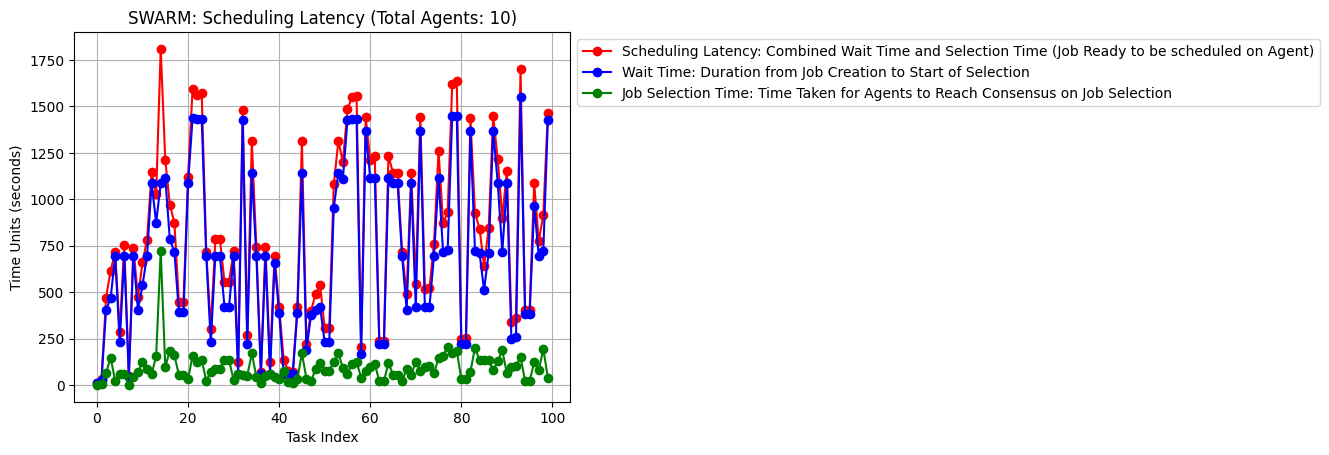 SWARM: Scheduling Latency (Total Agents: 10)
Scheduling Latency: Combined Wait Time and Selection Time (Job Ready to be scheduled on Agent)
Wait Time: Duration from Job Creation to Start of Selection
Job Selection Time: Time Taken for Agents to Reach Consensus on Job Selection
Time Units (seconds)
1750
1500
1250
1000
750
500
250
0
0 20 40 60 80 100
Task Index